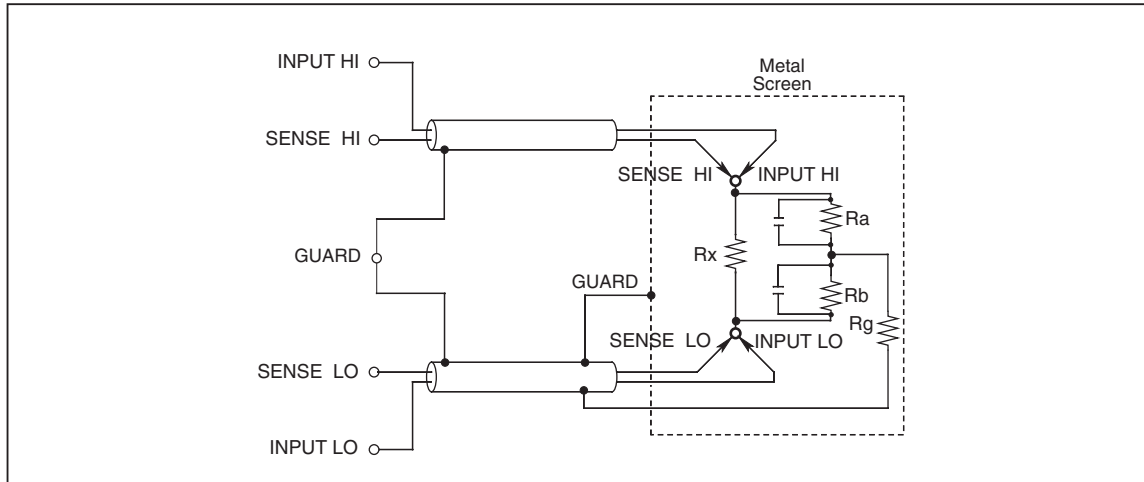 INPUT HI
SENSE HI
GUARD
SENSE LO
INPUT LO
Metal
Screen
SENSE HI
INPUT HI
Ra
Rx
GUARD
Rb
Rg
SENSE LO
INPUT LO